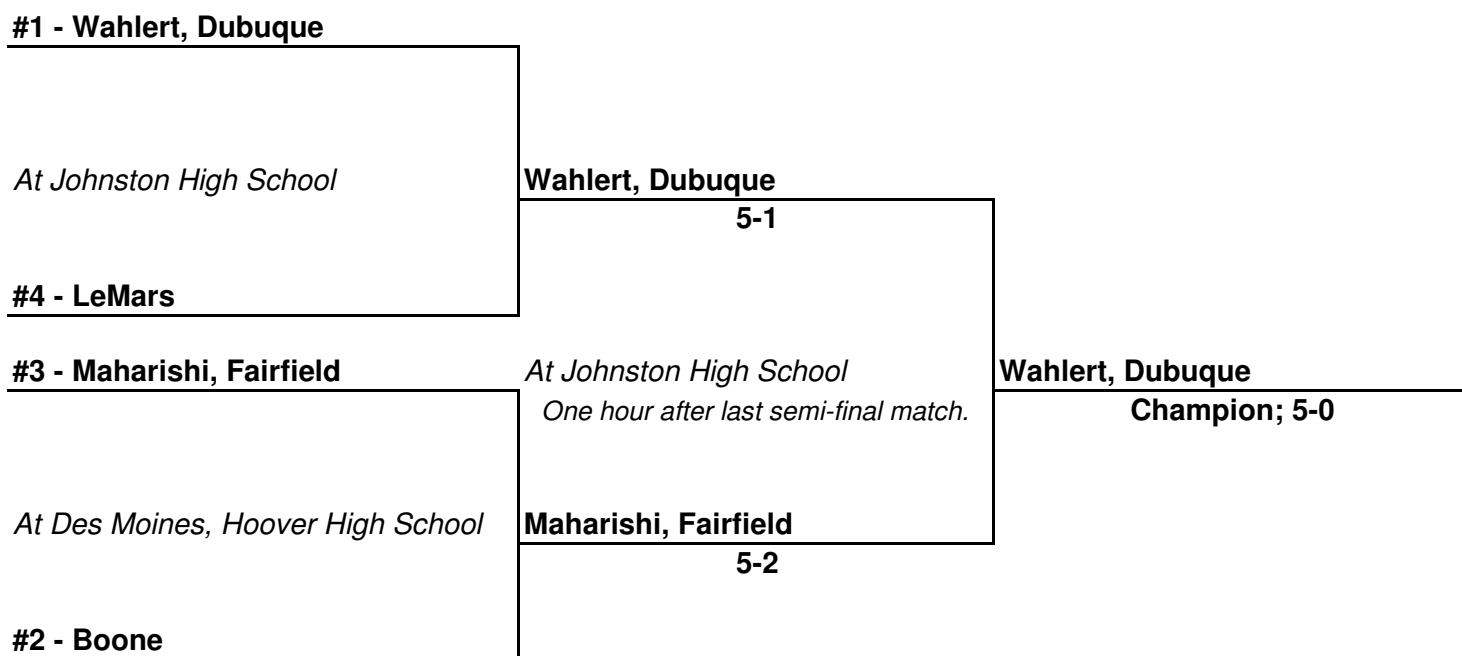 #1 - Wahlert, Dubuque
At Johnston High School
Wahlert, Dubuque
5-1
#4 - LeMars
#3 - Maharishi, Fairfield
At Johnston High School
Wahlert, Dubuque
One hour after last semi-final match.
Champion; 5-0
At Des Moines, Hoover High School
Maharishi, Fairfield
5-2
#2 - Boone